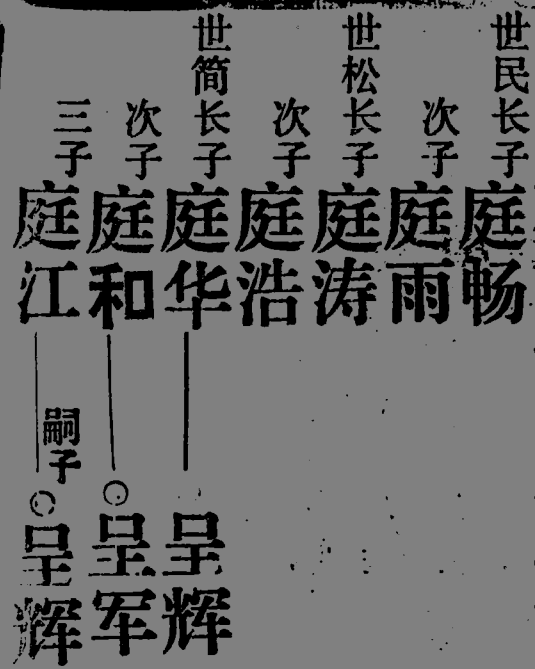 世民长子庭畅
次子庭雨
世松长子庭涛
次子庭浩
世简长子庭华
呈辉
次子庭和
呈军
三子庭江
嗣子
呈辉